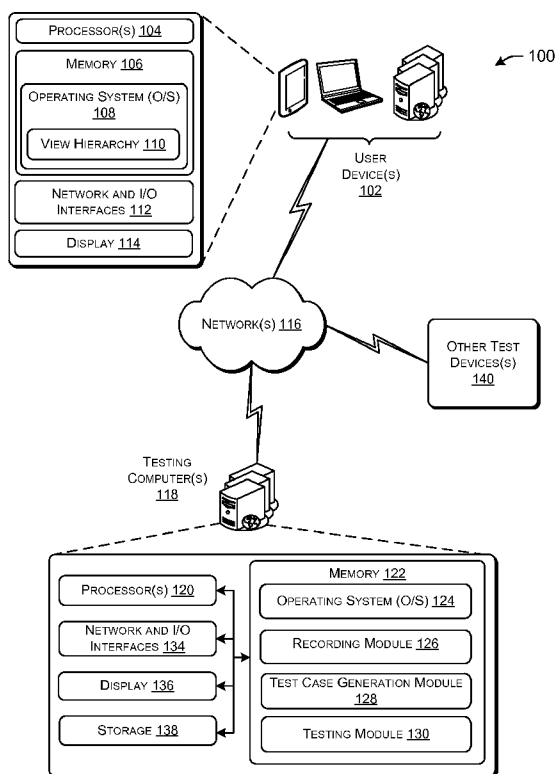 PROCESSOR(S) 104
MEMORY 106
OPERATING SYSTEM (O/S)
108
VIEW HIERARCHY 110
NETWORK AND I/O
INTERFACES 112
DISPLAY 114
100
USER
DEVICE(S)
102
NETWORK(S) 116
OTHER TEST
DEVICES(S)
140
TESTING
COMPUTER(S)
118
PROCESSOR(S) 120
NETWORK AND I/O
INTERFACES 134
DISPLAY 136
STORAGE 138
MEMORY 122
OPERATING SYSTEM (O/S) 124
RECORDING MODULE 126
TEST CASE GENERATION MODULE
128
TESTING MODULE 130